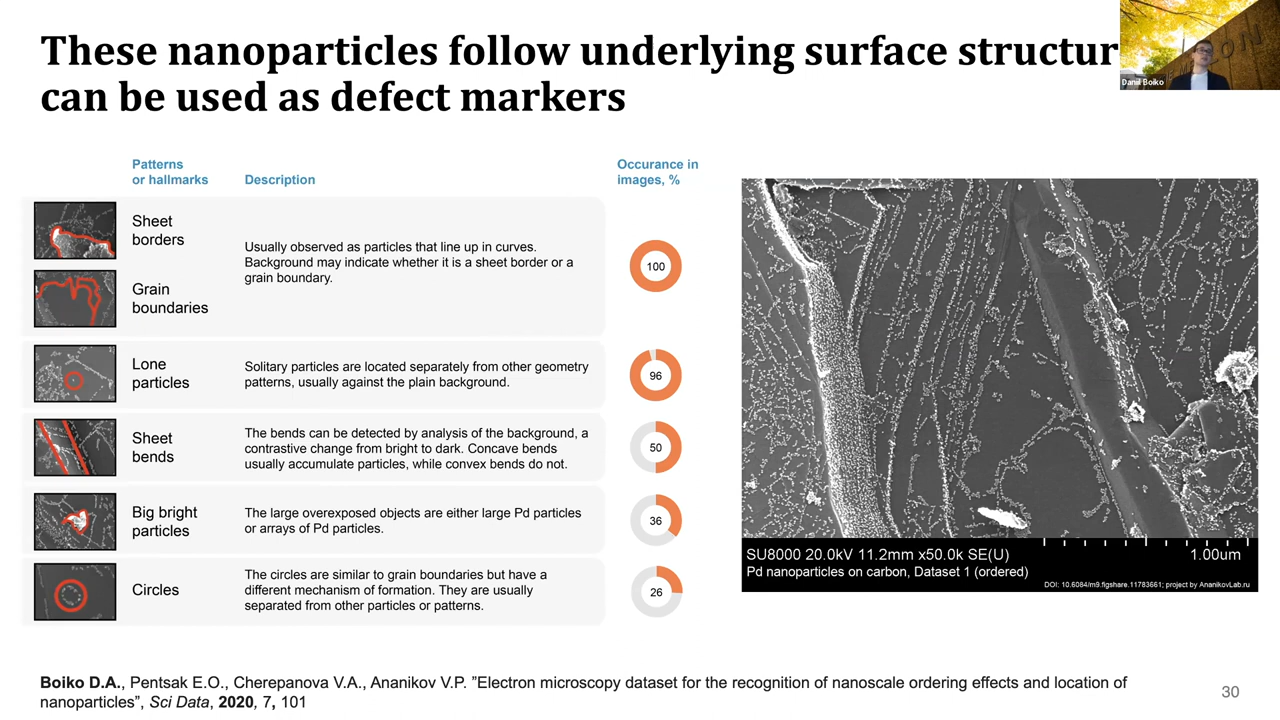 These nanoparticles follow underlying surface structur
can be used as defect markers
Danil Boiko
Patterns
or hallmarks
Description
Occurance in
images, %
Sheet
borders
Grain
boundaries
Usually observed as particles that line up in curves.
Background may indicate whether it is a sheet border or a
grain boundary.
100
Lone
particles
Solitary particles are located separately from other geometry
patterns, usually against the plain background.
96
Sheet
bends
The bends can be detected by analysis of the background, a
contrastive change from bright to dark. Concave bends
usually accumulate particles, while convex bends do not.
50
Big bright
particles
The large overexposed objects are either large Pd particles
or arrays of Pd particles.
36
Circles
The circles are similar to grain boundaries but have a
different mechanism of formation. They are usually
separated from other particles or patterns.
26
SU8000 20.0kV 11.2mm x50.0k SE(U) 1.00um
Pd nanoparticles on carbon, Dataset 1 (ordered)
DOI: 10.6084/m9.figshare.11783661; project by AnanikovLab.ru
Boiko D.A., Pentsak E.O., Cherepanova V.A., Ananikov V.P. ”Electron microscopy dataset for the recognition of nanoscale ordering effects and location of
nanoparticles”, Sci Data, 2020, 7, 101
30